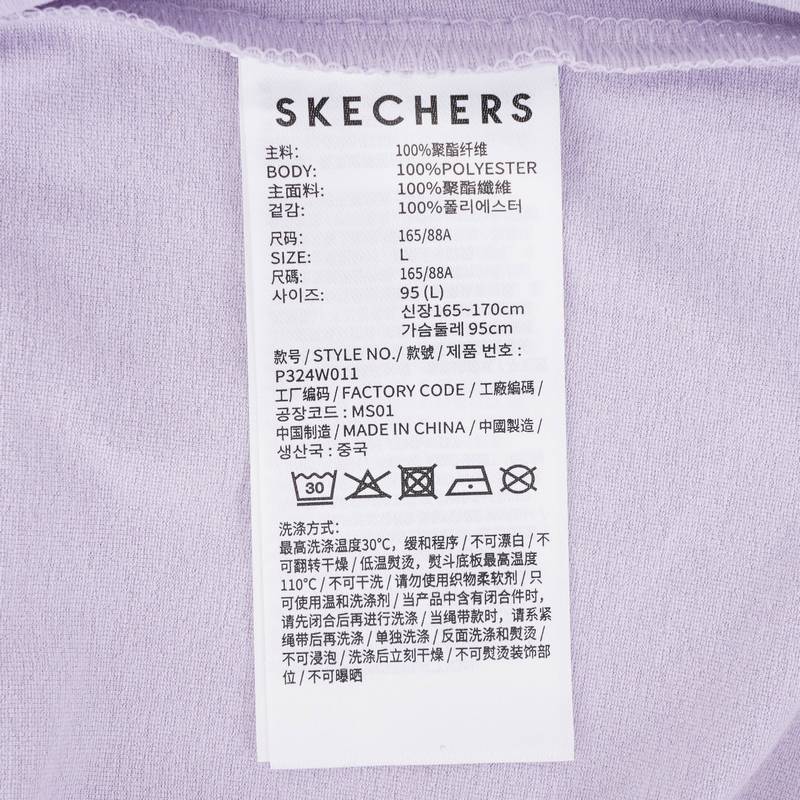 SKECHERS
主料: 100%聚酯纤维
BODY: 100%POLYESTER
主面料: 100%聚酯纖維
겉감: 100%폴리에스터
尺码: 165/88A
SIZE: L
尺碼: 165/88A
사이즈: 95 (L)
신장165~170cm
가슴둘레 95cm
款号 / STYLE NO./ 款號 / 제품 번호 :
P324W011
工厂编码 / FACTORY CODE / 工廠編碼 /
공장코드 : MS01
中国制造 / MADE IN CHINA / 中國製造 /
생산국 : 중국
30
洗涤方式:
最高洗涤温度30°C，缓和程序 / 不可漂白 / 不
可翻转干燥 / 低温熨烫，熨斗底板最高温度
110°C / 不可干洗 / 请勿使用织物柔软剂 / 只
可使用温和洗涤剂 / 当产品中含有闭合件时，
请先闭合后再进行洗涤 / 当绳带款时，请系紧
绳带后再洗涤 / 单独洗涤 / 反面洗涤和熨烫 /
不可浸泡 / 洗涤后立刻干燥 / 不可熨烫装饰部
位 / 不可曝晒